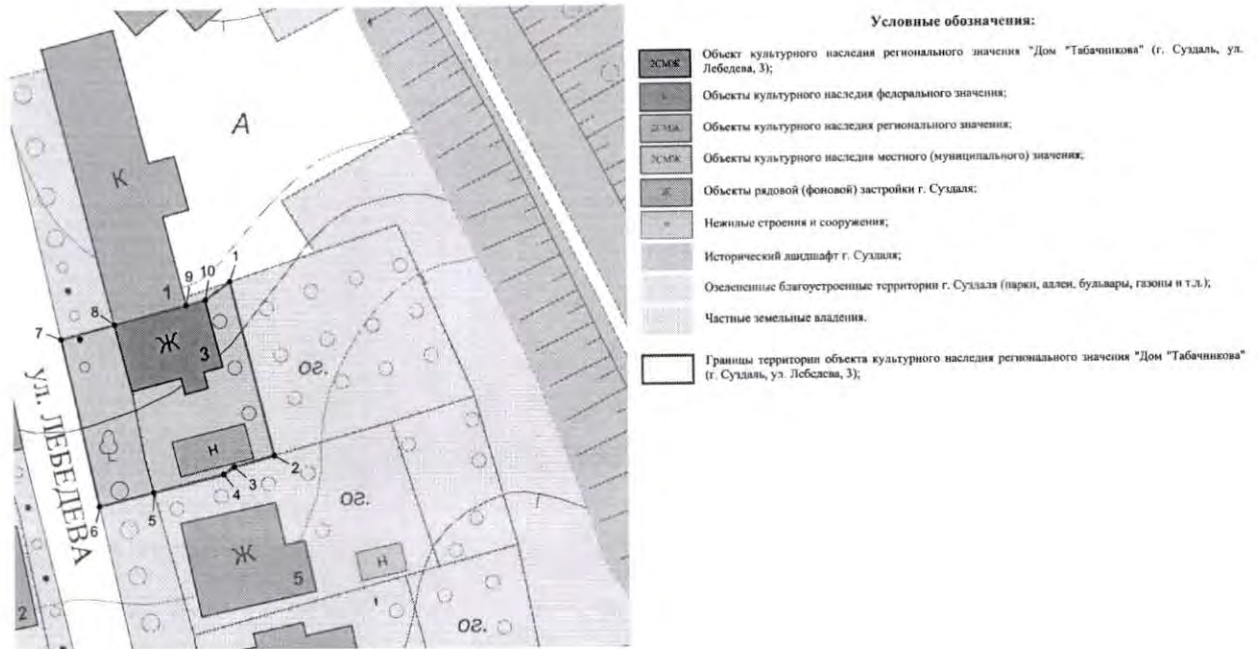 Условные обозначения:
2СМЖ
Объект культурного наследия регионального значения "Дом "Табачникова" (г. Суздаль, ул.
Лебедева, 3);
Объекты культурного наследия федерального значения;
2СМЖ
Объекты культурного наследия регионального значения;
2СМЖ
Объекты культурного наследия местного (муниципального) значения;
Ж
Объекты рядовой (фоновой) застройки г. Суздаля;
н
Нежилые строения и сооружения;
Исторический ландшафт г. Суздаля;
Озелененные благоустроенные территории г. Суздаля (парки, аллеи, бульвары, газоны и т.д.);
Частные земельные владения.
Границы территории объекта культурного наследия регионального значения "Дом "Табачникова"
(г. Суздаль, ул. Лебедева, 3);
А
К
1
9
10
1
8
7
Ж
3
ог.
ул. ЛЕБЕДЕВА
н
2
3
4
5
6
ог.
Ж
5
н
2
ог.